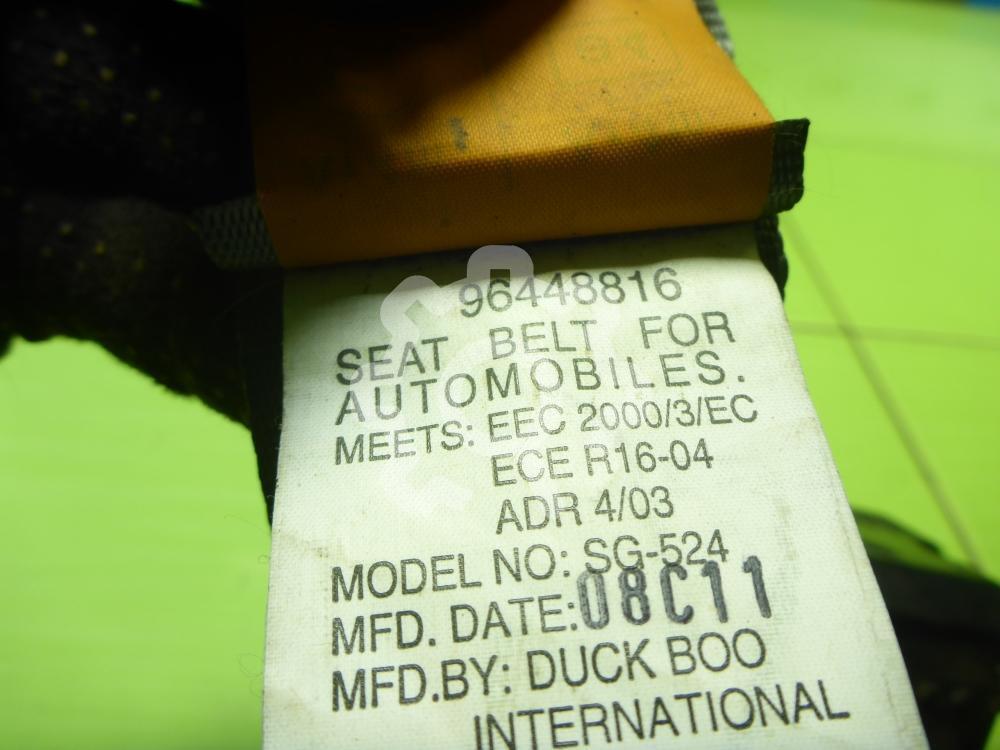 96448816
SEAT BELT FOR
AUTOMOBILES.
MEETS: EEC 2000/3/EC
ECE R16-04
ADR 4/03
MODEL NO: SG-524
MFD. DATE:08C11
MFD.BY: DUCK BOO
INTERNATIONAL